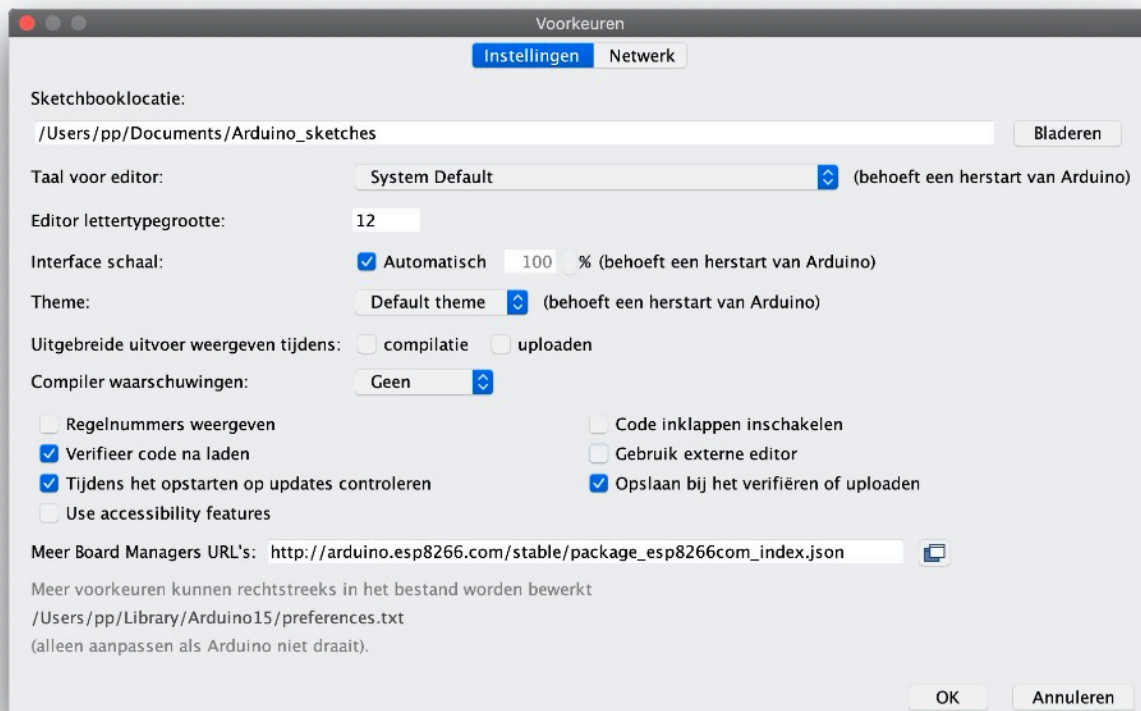 Voorkeuren
Instellingen Netwerk
Sketchbooklocatie:
/Users/pp/Documents/Arduino_sketches Bladeren
Taal voor editor: System Default (behoeft een herstart van Arduino)
Editor lettertypegrootte: 12
Interface schaal: Automatisch 100 % (behoeft een herstart van Arduino)
Theme: Default theme (behoeft een herstart van Arduino)
Uitgebreide uitvoer weergeven tijdens: compilatie uploaden
Compiler waarschuwingen: Geen
Regelnummers weergeven Code inklappen inschakelen
Verifieer code na laden Gebruik externe editor
Tijdens het opstarten op updates controleren Opslaan bij het verifiëren of uploaden
Use accessibility features
Meer Board Managers URL's: http://arduino.esp8266.com/stable/package_esp8266com_index.json
Meer voorkeuren kunnen rechtstreeks in het bestand worden bewerkt
/Users/pp/Library/Arduino15/preferences.txt
(alleen aanpassen als Arduino niet draait).
OK Annuleren